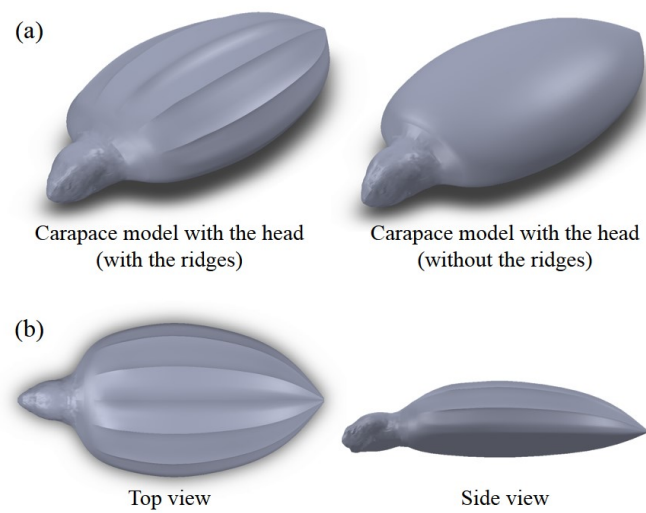 (a)
Carapace model with the head
(with the ridges)
Carapace model with the head
(without the ridges)
(b)
Top view
Side view